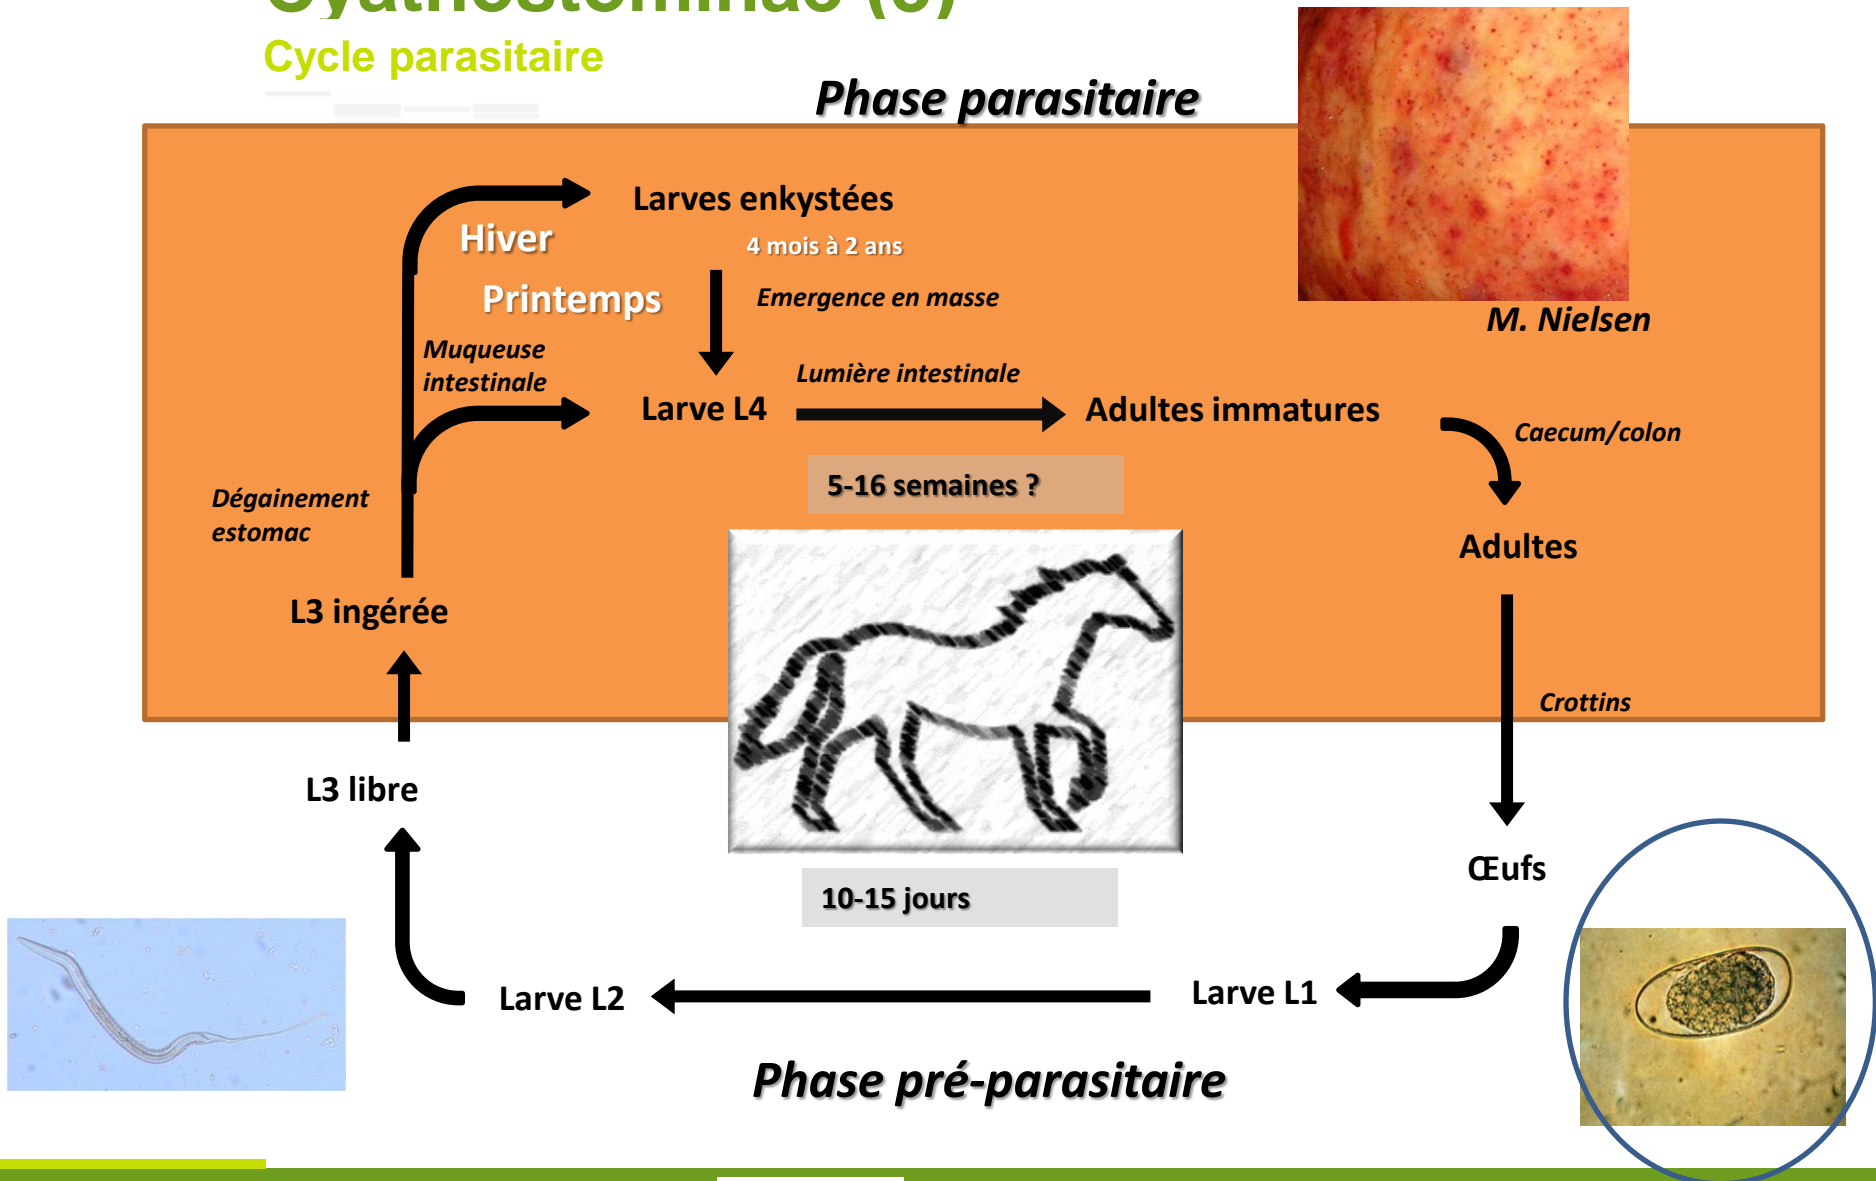 Cyathostominae (3)
Cycle parasitaire
Phase parasitaire
Larves enkystées
Hiver
4 mois à 2 ans
Printemps
Emergence en masse
M. Nielsen
Muqueuse
intestinale
Lumière intestinale
Larve L4
Adultes immatures
Caecum/colon
5-16 semaines ?
Dégainement
estomac
Adultes
L3 ingérée
Crottins
L3 libre
Œufs
10-15 jours
Larve L2
Larve L1
Phase pré-parasitaire